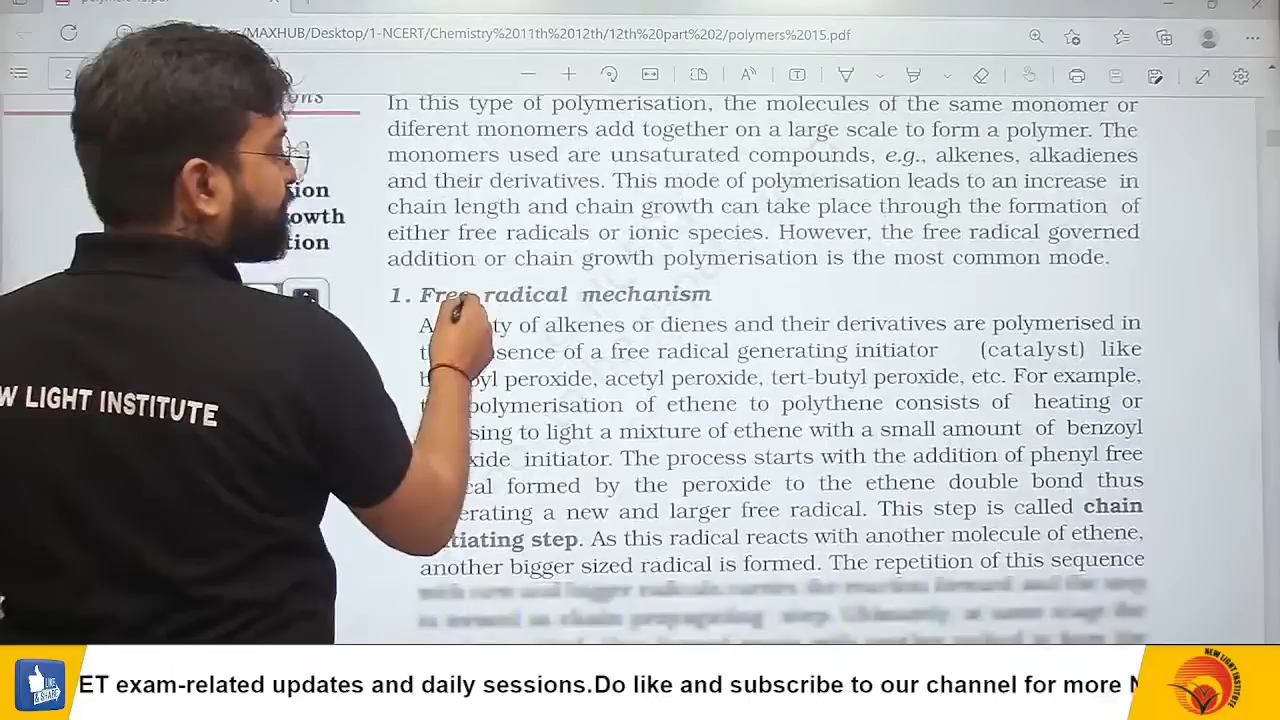 /MAXHUB/Desktop/1-NCERT/Chemistry%2011th%2012th/12th%20part%202/polymers%2015.pdf
2
In this type of polymerisation, the molecules of the same monomer or
diferent monomers add together on a large scale to form a polymer. The
monomers used are unsaturated compounds, e.g., alkenes, alkadienes
and their derivatives. This mode of polymerisation leads to an increase in
chain length and chain growth can take place through the formation of
either free radicals or ionic species. However, the free radical governed
addition or chain growth polymerisation is the most common mode.
1. Free radical mechanism
of alkenes or dienes and their derivatives are polymerised in
of a free radical generating initiator (catalyst) like
peroxide, acetyl peroxide, tert-butyl peroxide, etc. For example,
polymerisation of ethene to polythene consists of heating or
to light a mixture of ethene with a small amount of benzoyl
initiator. The process starts with the addition of phenyl free
formed by the peroxide to the ethene double bond thus
a new and larger free radical. This step is called chain
step. As this radical reacts with another molecule of ethene,
another bigger sized radical is formed. The repetition of this sequence
LIGHT INSTITUTE
LIKE
& SHARE
ET exam-related updates and daily sessions.Do like and subscribe to our channel for more
NEW LIGHT INSTITUTE